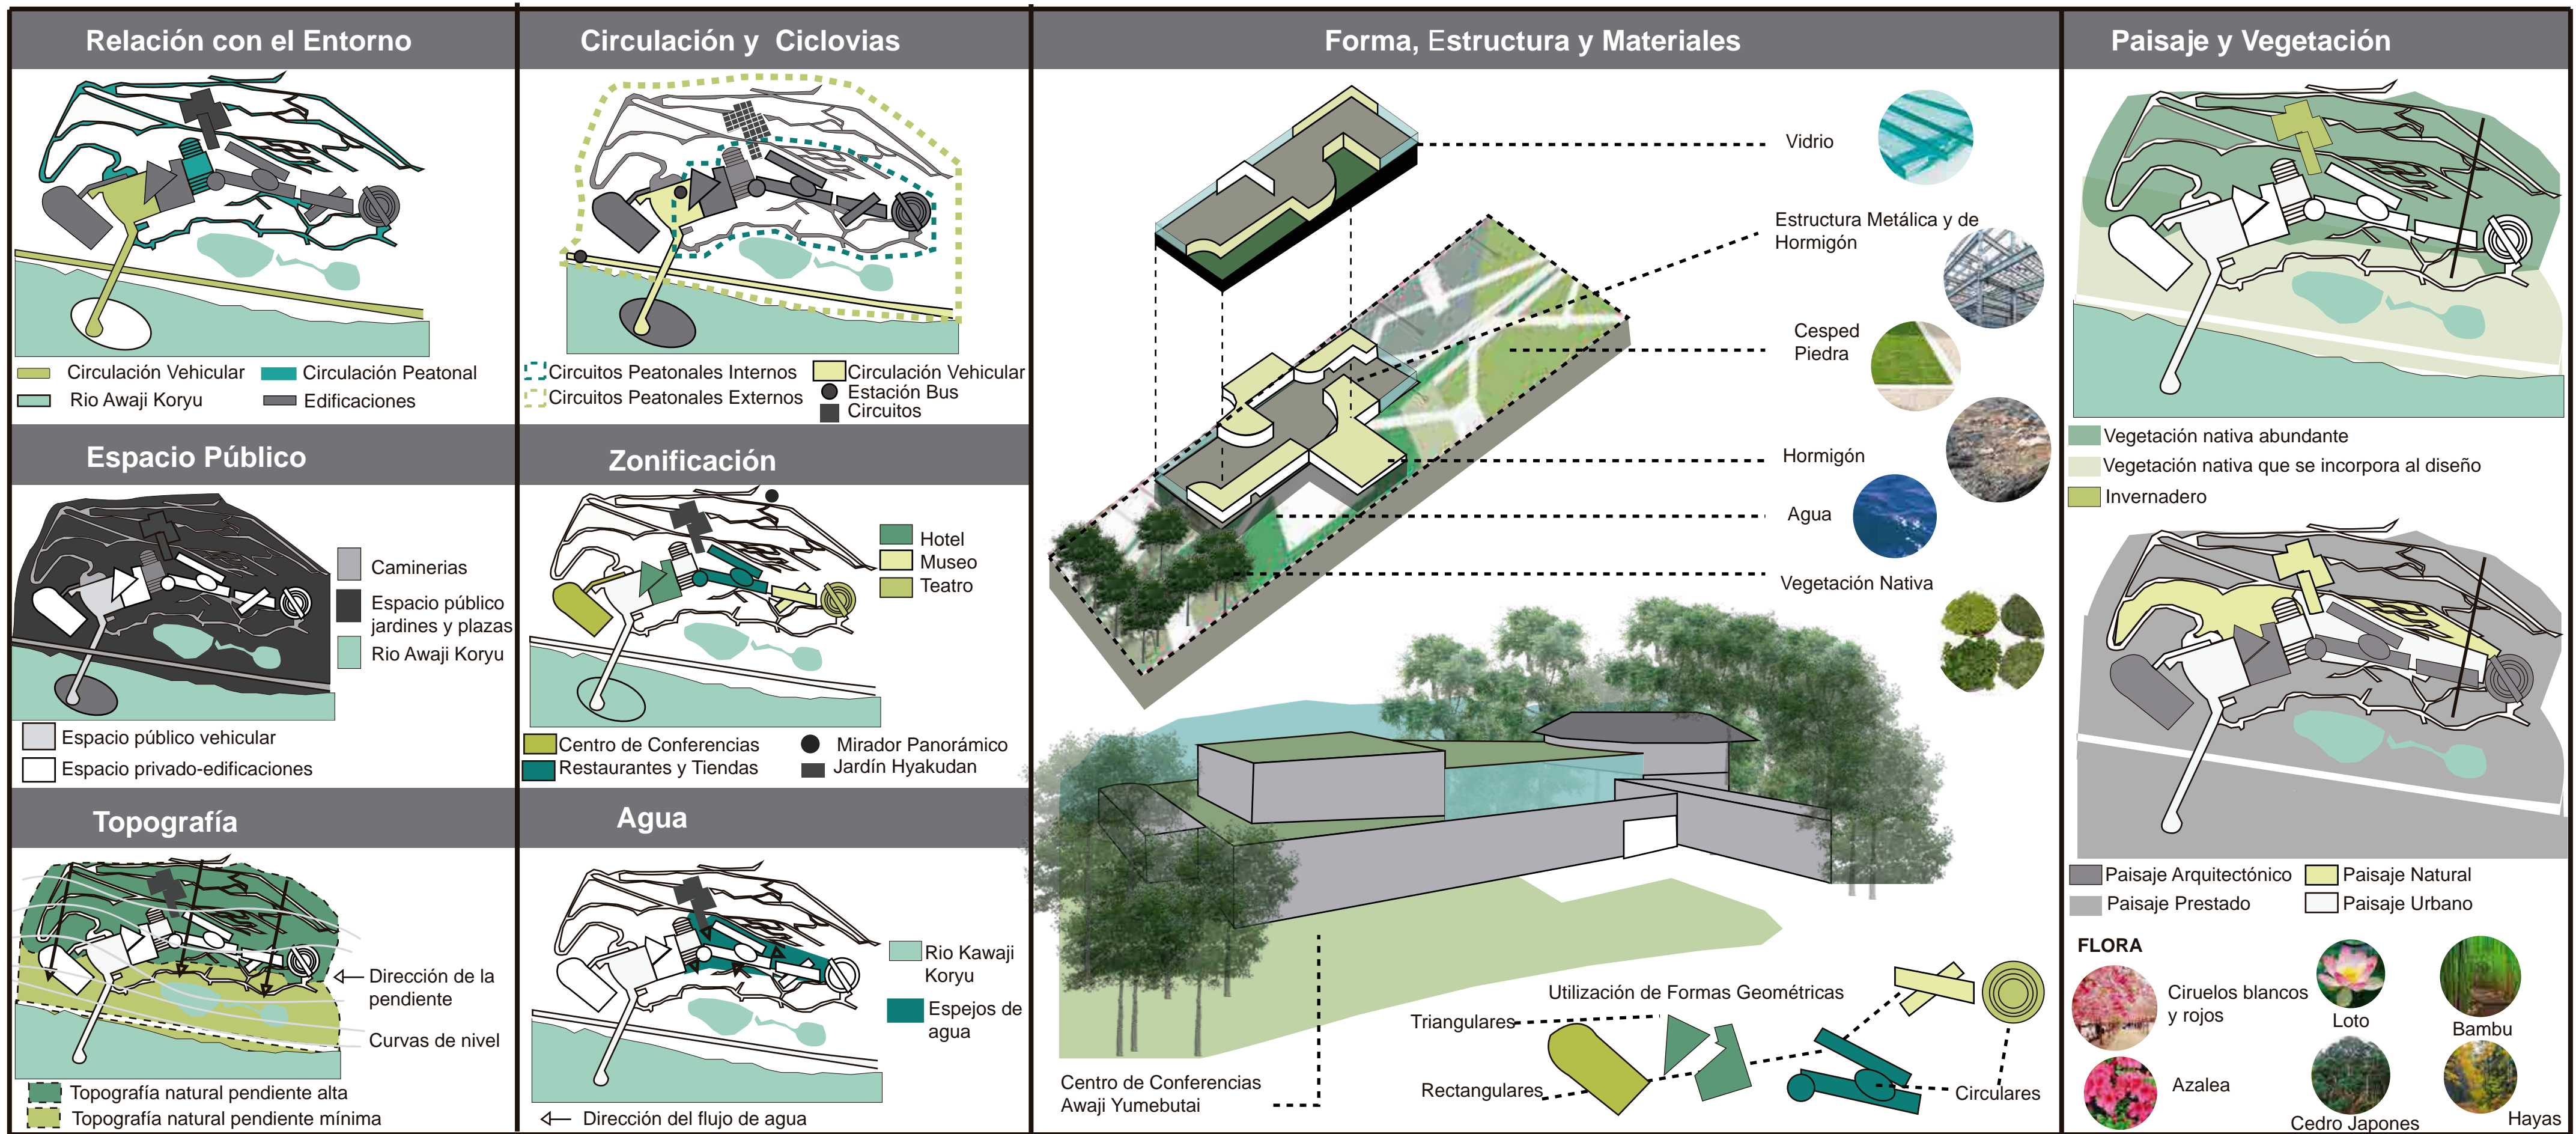 Relación con el Entorno
Circulación Vehicular
Circulación Peatonal
Rio Awaji Koryu
Edificaciones
Circulación y Ciclovias
Circuitos Peatonales Internos
Circulación Vehicular
Circuitos Peatonales Externos
Estación Bus
Circuitos
Espacio Público
Caminerias
Espacio público
jardines y plazas
Rio Awaji Koryu
Espacio público vehicular
Espacio privado-edificaciones
Zonificación
Hotel
Museo
Teatro
Centro de Conferencias
Mirador Panorámico
Restaurantes y Tiendas
Jardín Hyakudan
Topografía
Dirección de la
pendiente
Curvas de nivel
Topografía natural pendiente alta
Topografía natural pendiente mínima
Agua
Rio Kawaji
Koryu
Espejos de
agua
Dirección del flujo de agua
Forma, Estructura y Materiales
Vidrio
Estructura Metálica y de
Hormigón
Cesped
Piedra
Hormigón
Agua
Vegetación Nativa
Utilización de Formas Geométricas
Triangulares
Rectangulares
Circulares
Centro de Conferencias
Awaji Yumebutai
Paisaje y Vegetación
Vegetación nativa abundante
Vegetación nativa que se incorpora al diseño
Invernadero
Paisaje Arquitectónico
Paisaje Natural
Paisaje Prestado
Paisaje Urbano
FLORA
Ciruelos blancos
y rojos
Loto
Bambu
Azalea
Cedro Japones
Hayas